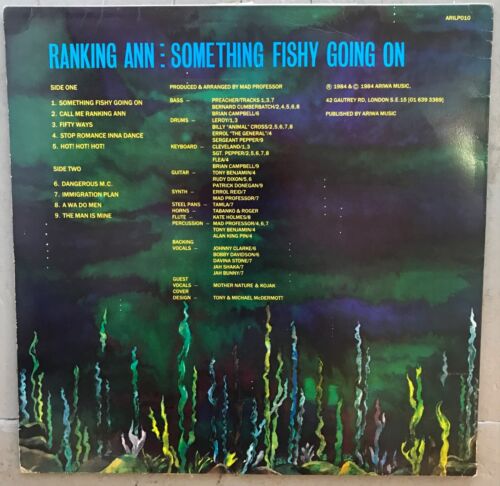 ARILP010
RANKING ANN : SOMETHING FISHY GOING ON
SIDE ONE
1. SOMETHING FISHY GOING ON
2. CALL ME RANKING ANN
3. FIFTY WAYS
4. STOP ROMANCE INNA DANCE
5. HOT! HOT! HOT!
SIDE TWO
6. DANGEROUS M.C.
7. IMMIGRATION PLAN
8. A WA DO MEN
9. THE MAN IS MINE
PRODUCED & ARRANGED BY MAD PROFESSOR
BASS – PREACHER/TRACKS 1,3,7
BERNARD CUMBERBATCH/2,4,5,6,8
BRIAN CAMPBELL/6
DRUMS – LEROY/1,3
BILLY 'ANIMAL' CROSS/2,5,6,7,8
ERROL 'THE GENERAL'/4
SERGEANT PEPPER/9
KEYBOARD – CLEVELAND/1,3
SGT. PEPPER/2,5,6,7,8
FLEA/4
BRIAN CAMPBELL/9
GUITAR – TONY BENJAMIN/4
RUDY DIXON/5.6
PATRICK DONEGAN/9
SYNTH – ERROL REID/7
MAD PROFESSOR/7
STEEL PANS – TAMLA/7
HORNS – TABANKO & ROGER
FLUTE – KATE HOLMES/8
PERCUSSION – MAD PROFESSOR/4,6,7
TONY BENJAMIN/4
ALAN KING PIN/4
BACKING
VOCALS – JOHNNY CLARKE/6
BOBBY DAVIDSON/6
DAVINA STONE/7
JAH SHAKA/7
JAH BUNNY/7
GUEST
VOCALS – MOTHER NATURE & KOJAK
COVER
DESIGN – TONY & MICHAEL McDERMOTT
℗ 1984 & © 1984 ARIWA MUSIC,
42 GAUTREY RD, LONDON S.E.15 [01 639 3369]
PUBLISHED BY ARIWA MUSIC